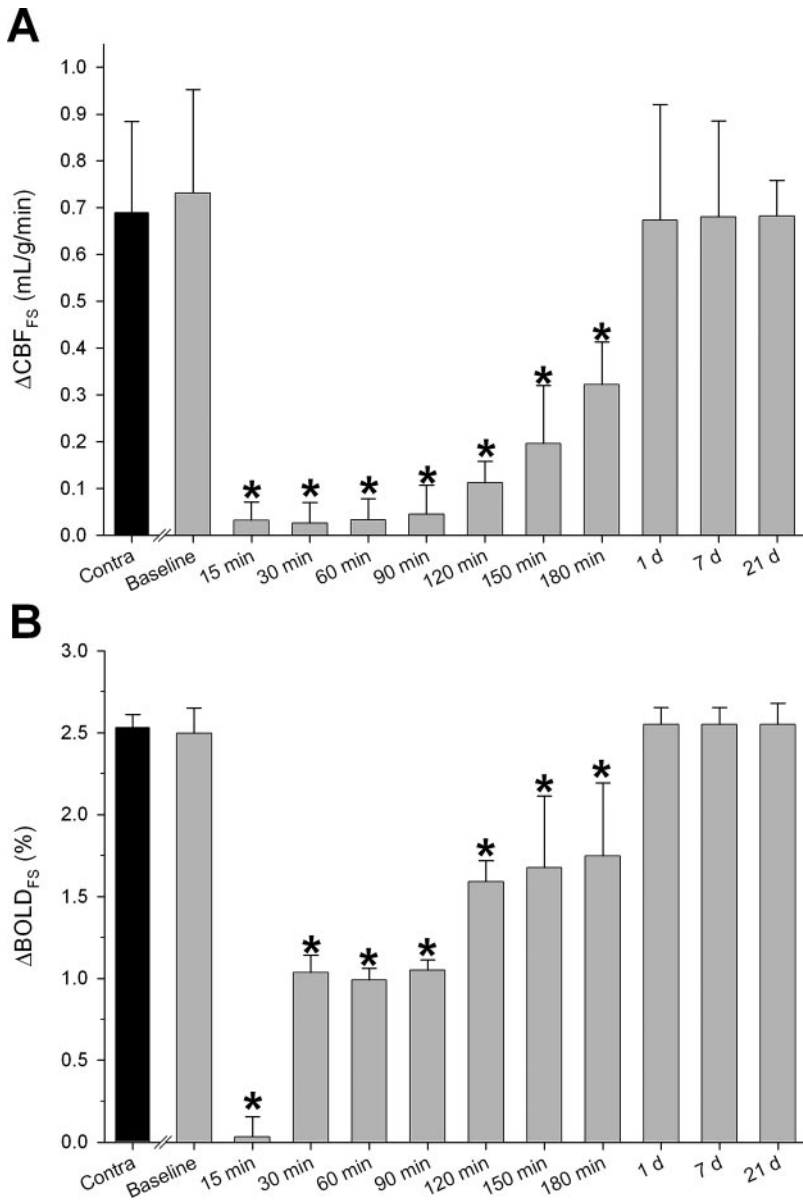 A
ΔCBF_FS (mL/g/min)
1.0
0.9
0.8
0.7
0.6
0.5
0.4
0.3
0.2
0.1
0.0
* * * * * * *
Contra Baseline 15 min 30 min 60 min 90 min 120 min 150 min 180 min 1 d 7 d 21 d
B
ΔBOLD_FS (%)
3.0
2.5
2.0
1.5
1.0
0.5
0.0
* * * * * * *
Contra Baseline 15 min 30 min 60 min 90 min 120 min 150 min 180 min 1 d 7 d 21 d